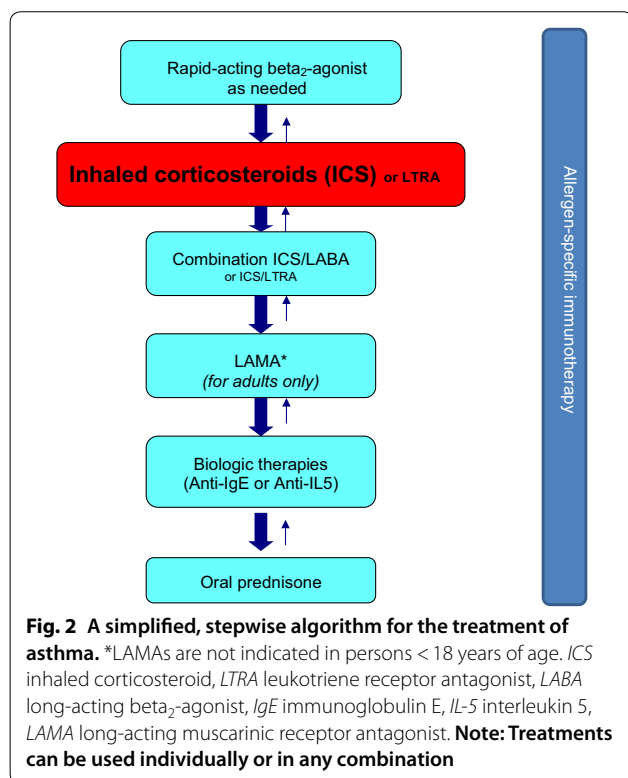 Rapid-acting beta₂-agonist
as needed
Inhaled corticosteroids (ICS) or LTRA
Combination ICS/LABA
or ICS/LTRA
LAMA*
(for adults only)
Biologic therapies
(Anti-IgE or Anti-IL5)
Oral prednisone
Allergen-specific immunotherapy
Fig. 2 A simplified, stepwise algorithm for the treatment of
asthma. *LAMAs are not indicated in persons < 18 years of age. ICS
inhaled corticosteroid, LTRA leukotriene receptor antagonist, LABA
long-acting beta₂-agonist, IgE immunoglobulin E, IL-5 interleukin 5,
LAMA long-acting muscarinic receptor antagonist. Note: Treatments
can be used individually or in any combination